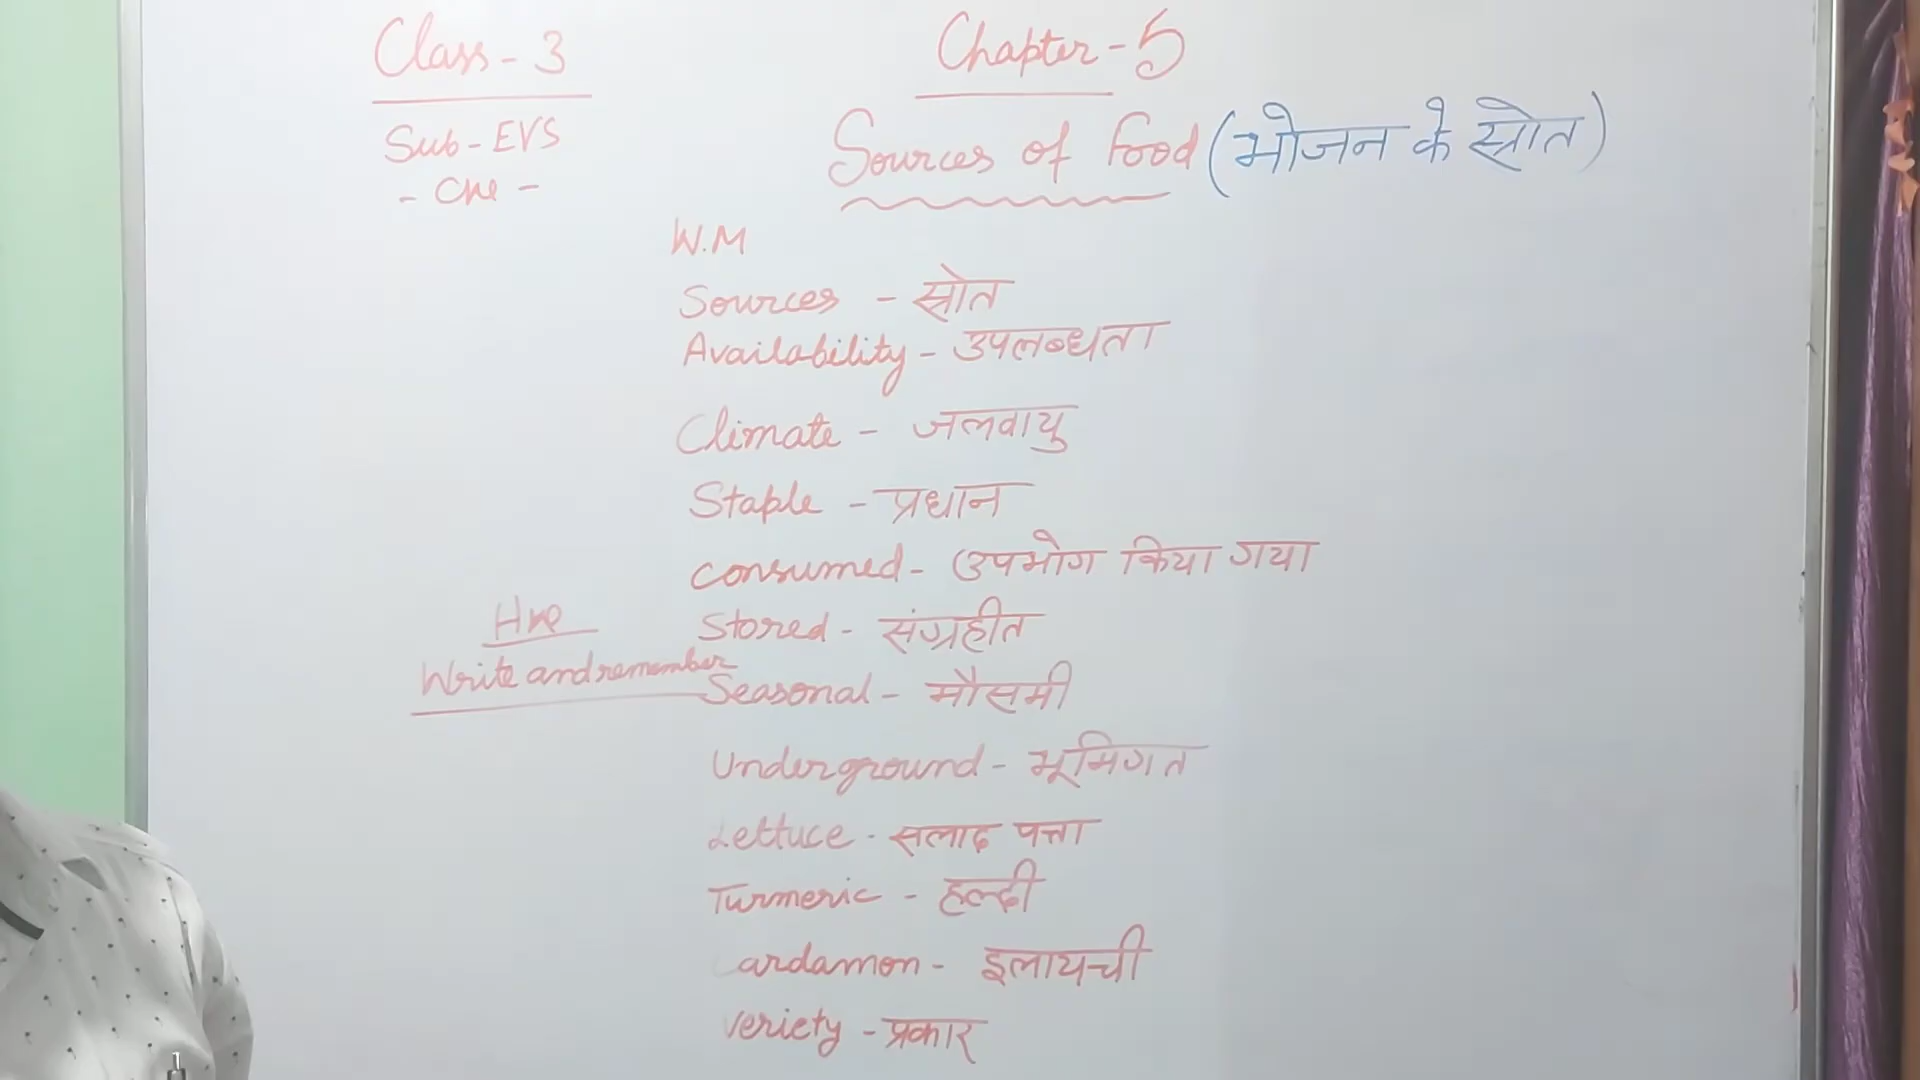 Class - 3
Sub - EVS
- CW -
Chapter - 5
Sources of Food (भोजन के स्त्रोत)
W.M
Sources - स्रोत
Availability - उपलब्धता
Climate - जलवायु
Staple - प्रधान
consumed - उपभोग किया गया
Stored - संग्रहीत
Seasonal - मौसमी
Underground - भूमिगत
Lettuce - सलाद पत्ता
Turmeric - हल्दी
Cardamon - इलायची
Veriety - प्रकार
HW
Write and remember